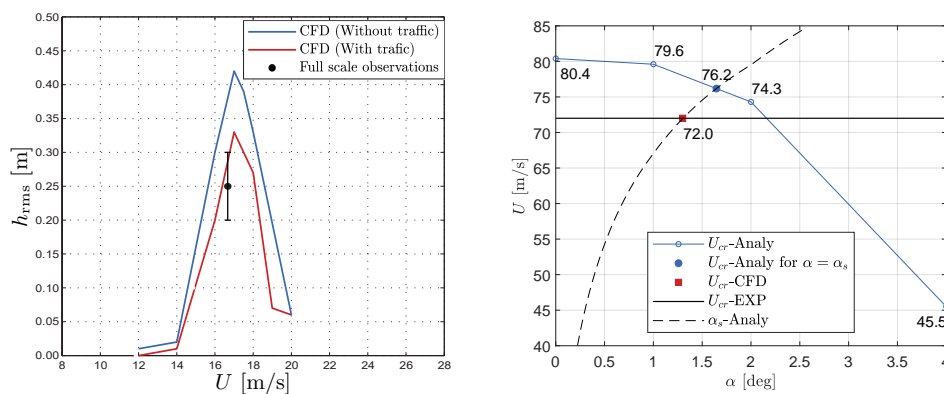 0.50
0.45
0.40
0.35
0.30
0.25
0.20
0.15
0.10
0.05
0.00
h_rms [m]
CFD (Without traffic)
CFD (With trafic)
Full scale observations
8 10 12 14 16 18 20 22 24 26 28
U [m/s]
85
80
75
70
65
60
55
50
45
40
U [m/s]
80.4
79.6
76.2
74.3
72.0
45.5
U_cr-Analy
U_cr-Analy for α = α_s
U_cr-CFD
U_cr-EXP
α_s-Analy
0 0.5 1 1.5 2 2.5 3 3.5 4
α [deg]